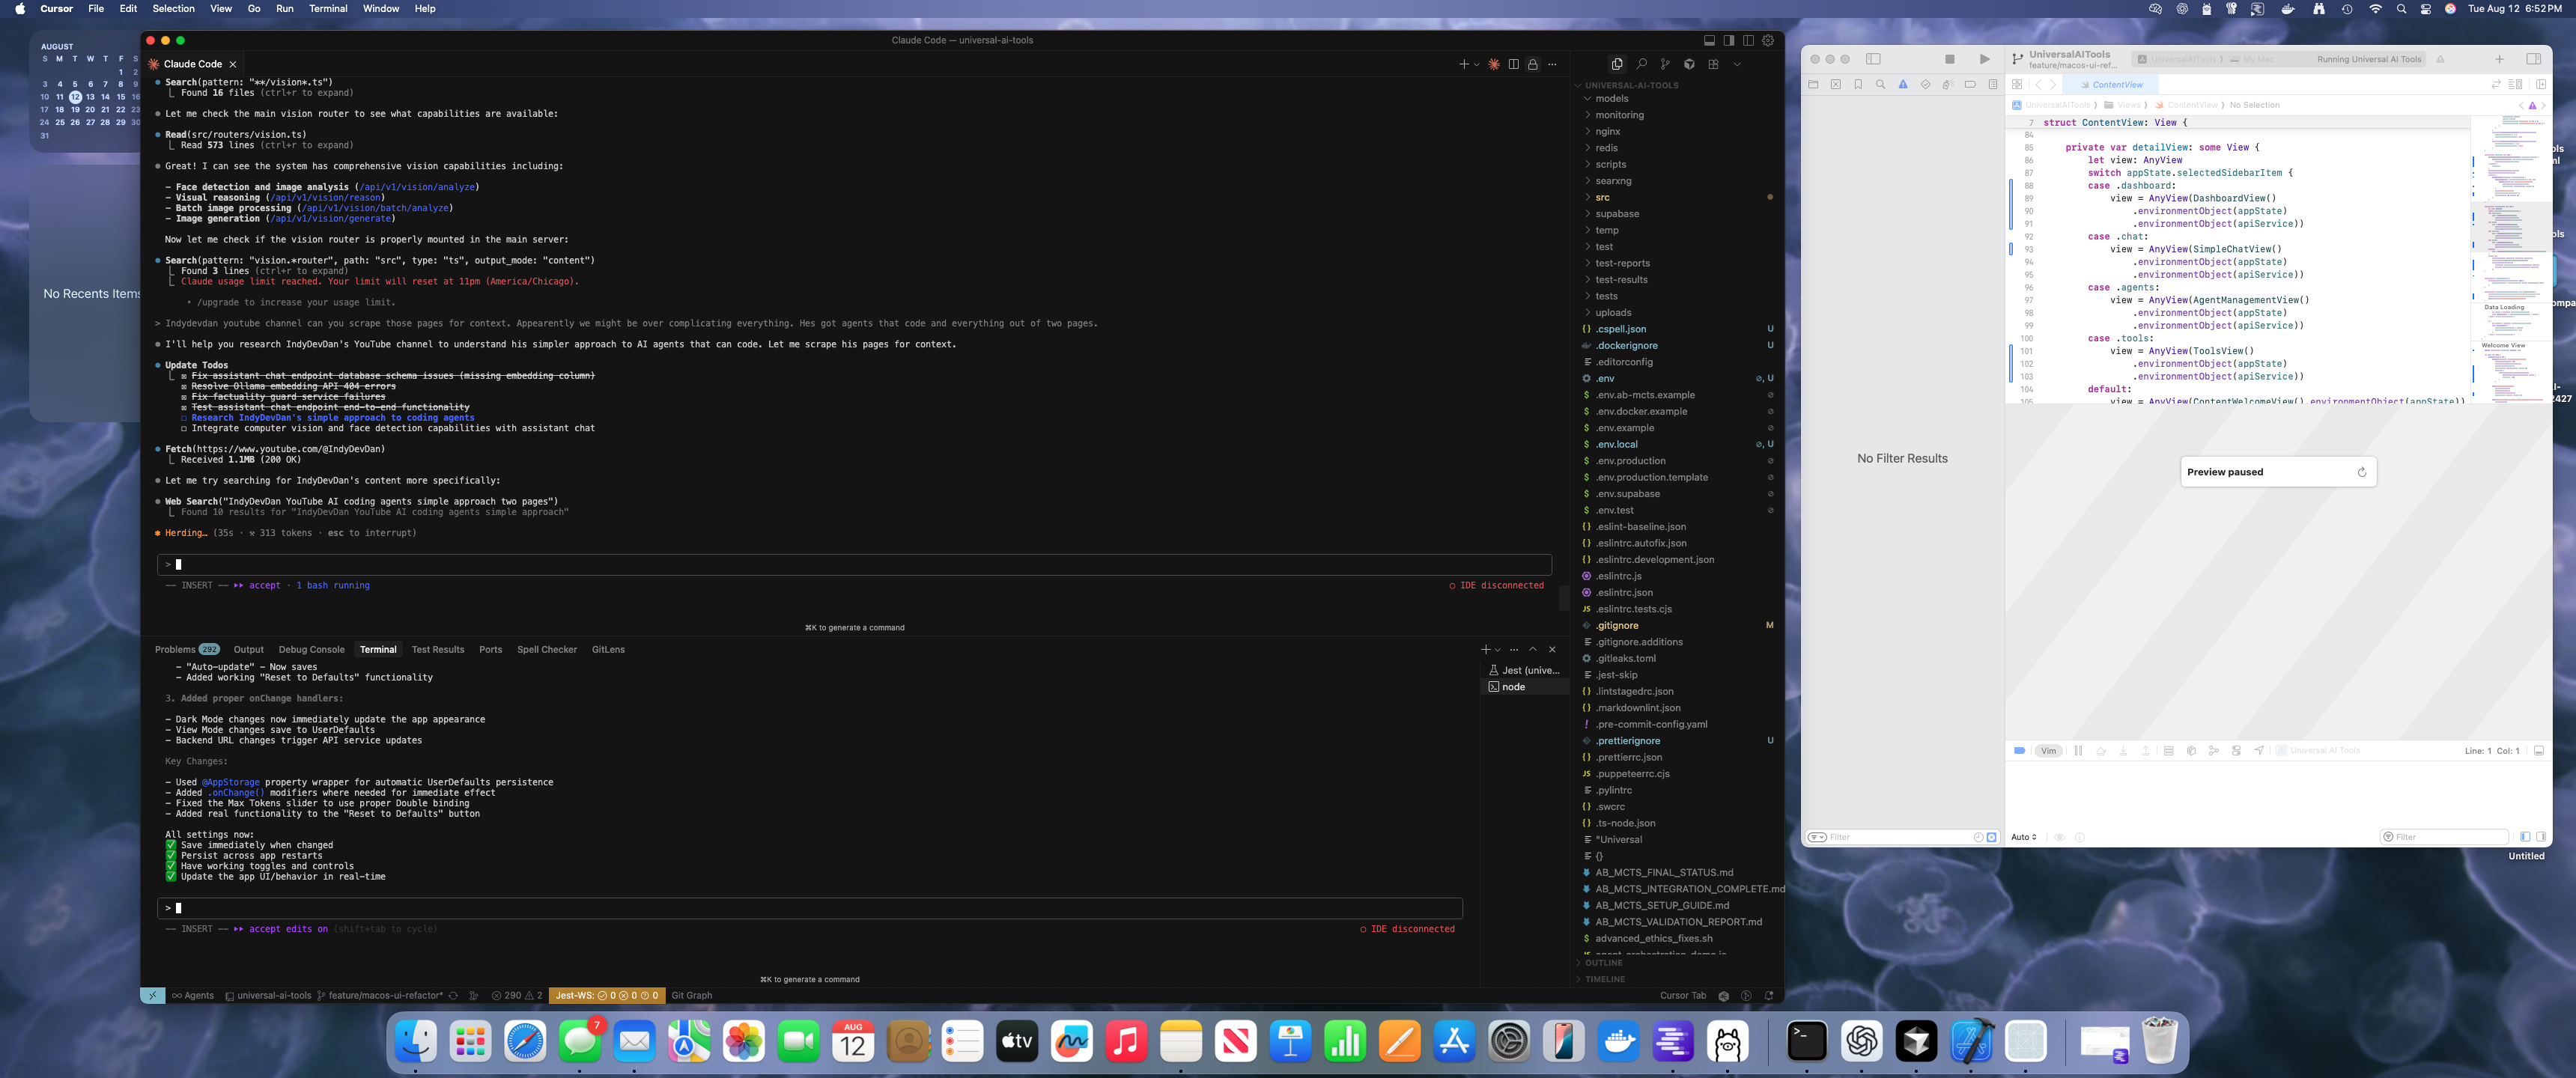 Cursor File Edit Selection View Go Run Terminal Window Help
Tue Aug 12 6:52 PM
AUGUST
S M T W T F S
1 2
3 4 5 6 7 8 9
10 11 12 13 14 15 16
17 18 19 20 21 22 23
24 25 26 27 28 29 30
31
No Recents Items
Claude Code — universal-ai-tools
Claude Code
Search(pattern: "**/vision*.ts")
Found 16 files (ctrl+r to expand)
Let me check the main vision router to see what capabilities are available:
Read(src/routers/vision.ts)
Read 573 lines (ctrl+r to expand)
Great! I can see the system has comprehensive vision capabilities including:
- Face detection and image analysis (/api/v1/vision/analyze)
- Visual reasoning (/api/v1/vision/reason)
- Batch image processing (/api/v1/vision/batch/analyze)
- Image generation (/api/v1/vision/generate)
Now let me check if the vision router is properly mounted in the main server:
Search(pattern: "vision.*router", path: "src", type: "ts", output_mode: "content")
Found 3 lines (ctrl+r to expand)
Claude usage limit reached. Your limit will reset at 11pm (America/Chicago).
• /upgrade to increase your usage limit.
> Indydevdan youtube channel can you scrape those pages for context. Appearently we might be over complicating everything. Hes got agents that code and everything out of two pages.
I'll help you research IndyDevDan's YouTube channel to understand his simpler approach to AI agents that can code. Let me scrape his pages for context.
Update Todos
☒ Fix assistant chat endpoint database schema issues (missing embedding column)
☒ Resolve Ollama embedding API 404 errors
☒ Fix factuality guard service failures
☒ Test assistant chat endpoint end-to-end functionality
☐ Research IndyDevDan's simple approach to coding agents
☐ Integrate computer vision and face detection capabilities with assistant chat
Fetch(https://www.youtube.com/@IndyDevDan)
Received 1.1MB (200 OK)
Let me try searching for IndyDevDan's content more specifically:
Web Search("IndyDevDan YouTube AI coding agents simple approach two pages")
Found 10 results for "IndyDevDan YouTube AI coding agents simple approach"
Herding… (35s · 313 tokens · esc to interrupt)
>
-- INSERT -- ▸▸ accept · 1 bash running
○ IDE disconnected
⌘K to generate a command
Problems 292 Output Debug Console Terminal Test Results Ports Spell Checker GitLens
- "Auto-update" - Now saves
- Added working "Reset to Defaults" functionality
3. Added proper onChange handlers:
- Dark Mode changes now immediately update the app appearance
- View Mode changes save to UserDefaults
- Backend URL changes trigger API service updates
Key Changes:
- Used @AppStorage property wrapper for automatic UserDefaults persistence
- Added .onChange() modifiers where needed for immediate effect
- Fixed the Max Tokens slider to use proper Double binding
- Added real functionality to the "Reset to Defaults" button
All settings now:
✅ Save immediately when changed
✅ Persist across app restarts
✅ Have working toggles and controls
✅ Update the app UI/behavior in real-time
>
-- INSERT -- ▸▸ accept edits on (shift+tab to cycle)
○ IDE disconnected
⌘K to generate a command
Jest (unive...
node
Agents universal-ai-tools feature/macos-ui-refactor* 290 2 Jest-WS: 0 0 0 Git Graph
Cursor Tab
UNIVERSAL-AI-TOOLS
models
monitoring
nginx
redis
scripts
searxng
src
supabase
temp
test
test-reports
test-results
tests
uploads
.cspell.json U
.dockerignore U
.editorconfig
.env U
.env.ab-mcts.example
.env.docker.example
.env.example
.env.local U
.env.production
.env.production.template
.env.supabase
.env.test
.eslint-baseline.json
.eslintrc.autofix.json
.eslintrc.development.json
.eslintrc.js
.eslintrc.json
.eslintrc.tests.cjs
.gitignore M
.gitignore.additions
.gitleaks.toml
.jest-skip
.lintstagedrc.json
.markdownlint.json
.pre-commit-config.yaml
.prettierignore U
.prettierrc.json
.puppeteerrc.cjs
.pylintrc
.swcrc
.ts-node.json
"Universal
{}
AB_MCTS_FINAL_STATUS.md
AB_MCTS_INTEGRATION_COMPLETE.md
AB_MCTS_SETUP_GUIDE.md
AB_MCTS_VALIDATION_REPORT.md
advanced_ethics_fixes.sh
OUTLINE
TIMELINE
UniversalAITools
feature/macos-ui-ref...
UniversalAITools My Mac
Running Universal AI Tools
ContentView
UniversalAITools Views ContentView No Selection
7 struct ContentView: View {
84
85 private var detailView: some View {
86 let view: AnyView
87 switch appState.selectedSidebarItem {
88 case .dashboard:
89 view = AnyView(DashboardView()
90 .environmentObject(appState)
91 .environmentObject(apiService))
92 case .chat:
93 view = AnyView(SimpleChatView()
94 .environmentObject(appState)
95 .environmentObject(apiService))
96 case .agents:
97 view = AnyView(AgentManagementView()
98 .environmentObject(appState)
99 .environmentObject(apiService))
100 case .tools:
101 view = AnyView(ToolsView()
102 .environmentObject(appState)
103 .environmentObject(apiService))
104 default:
105 view = AnyView(ContentWelcomeView().environmentObject(appState))
Data Loading
Welcome View
No Filter Results
Preview paused
Vim
Universal AI Tools
Line: 1 Col: 1
Filter
Auto
Filter
Untitled
2427
7
AUG
12
tv